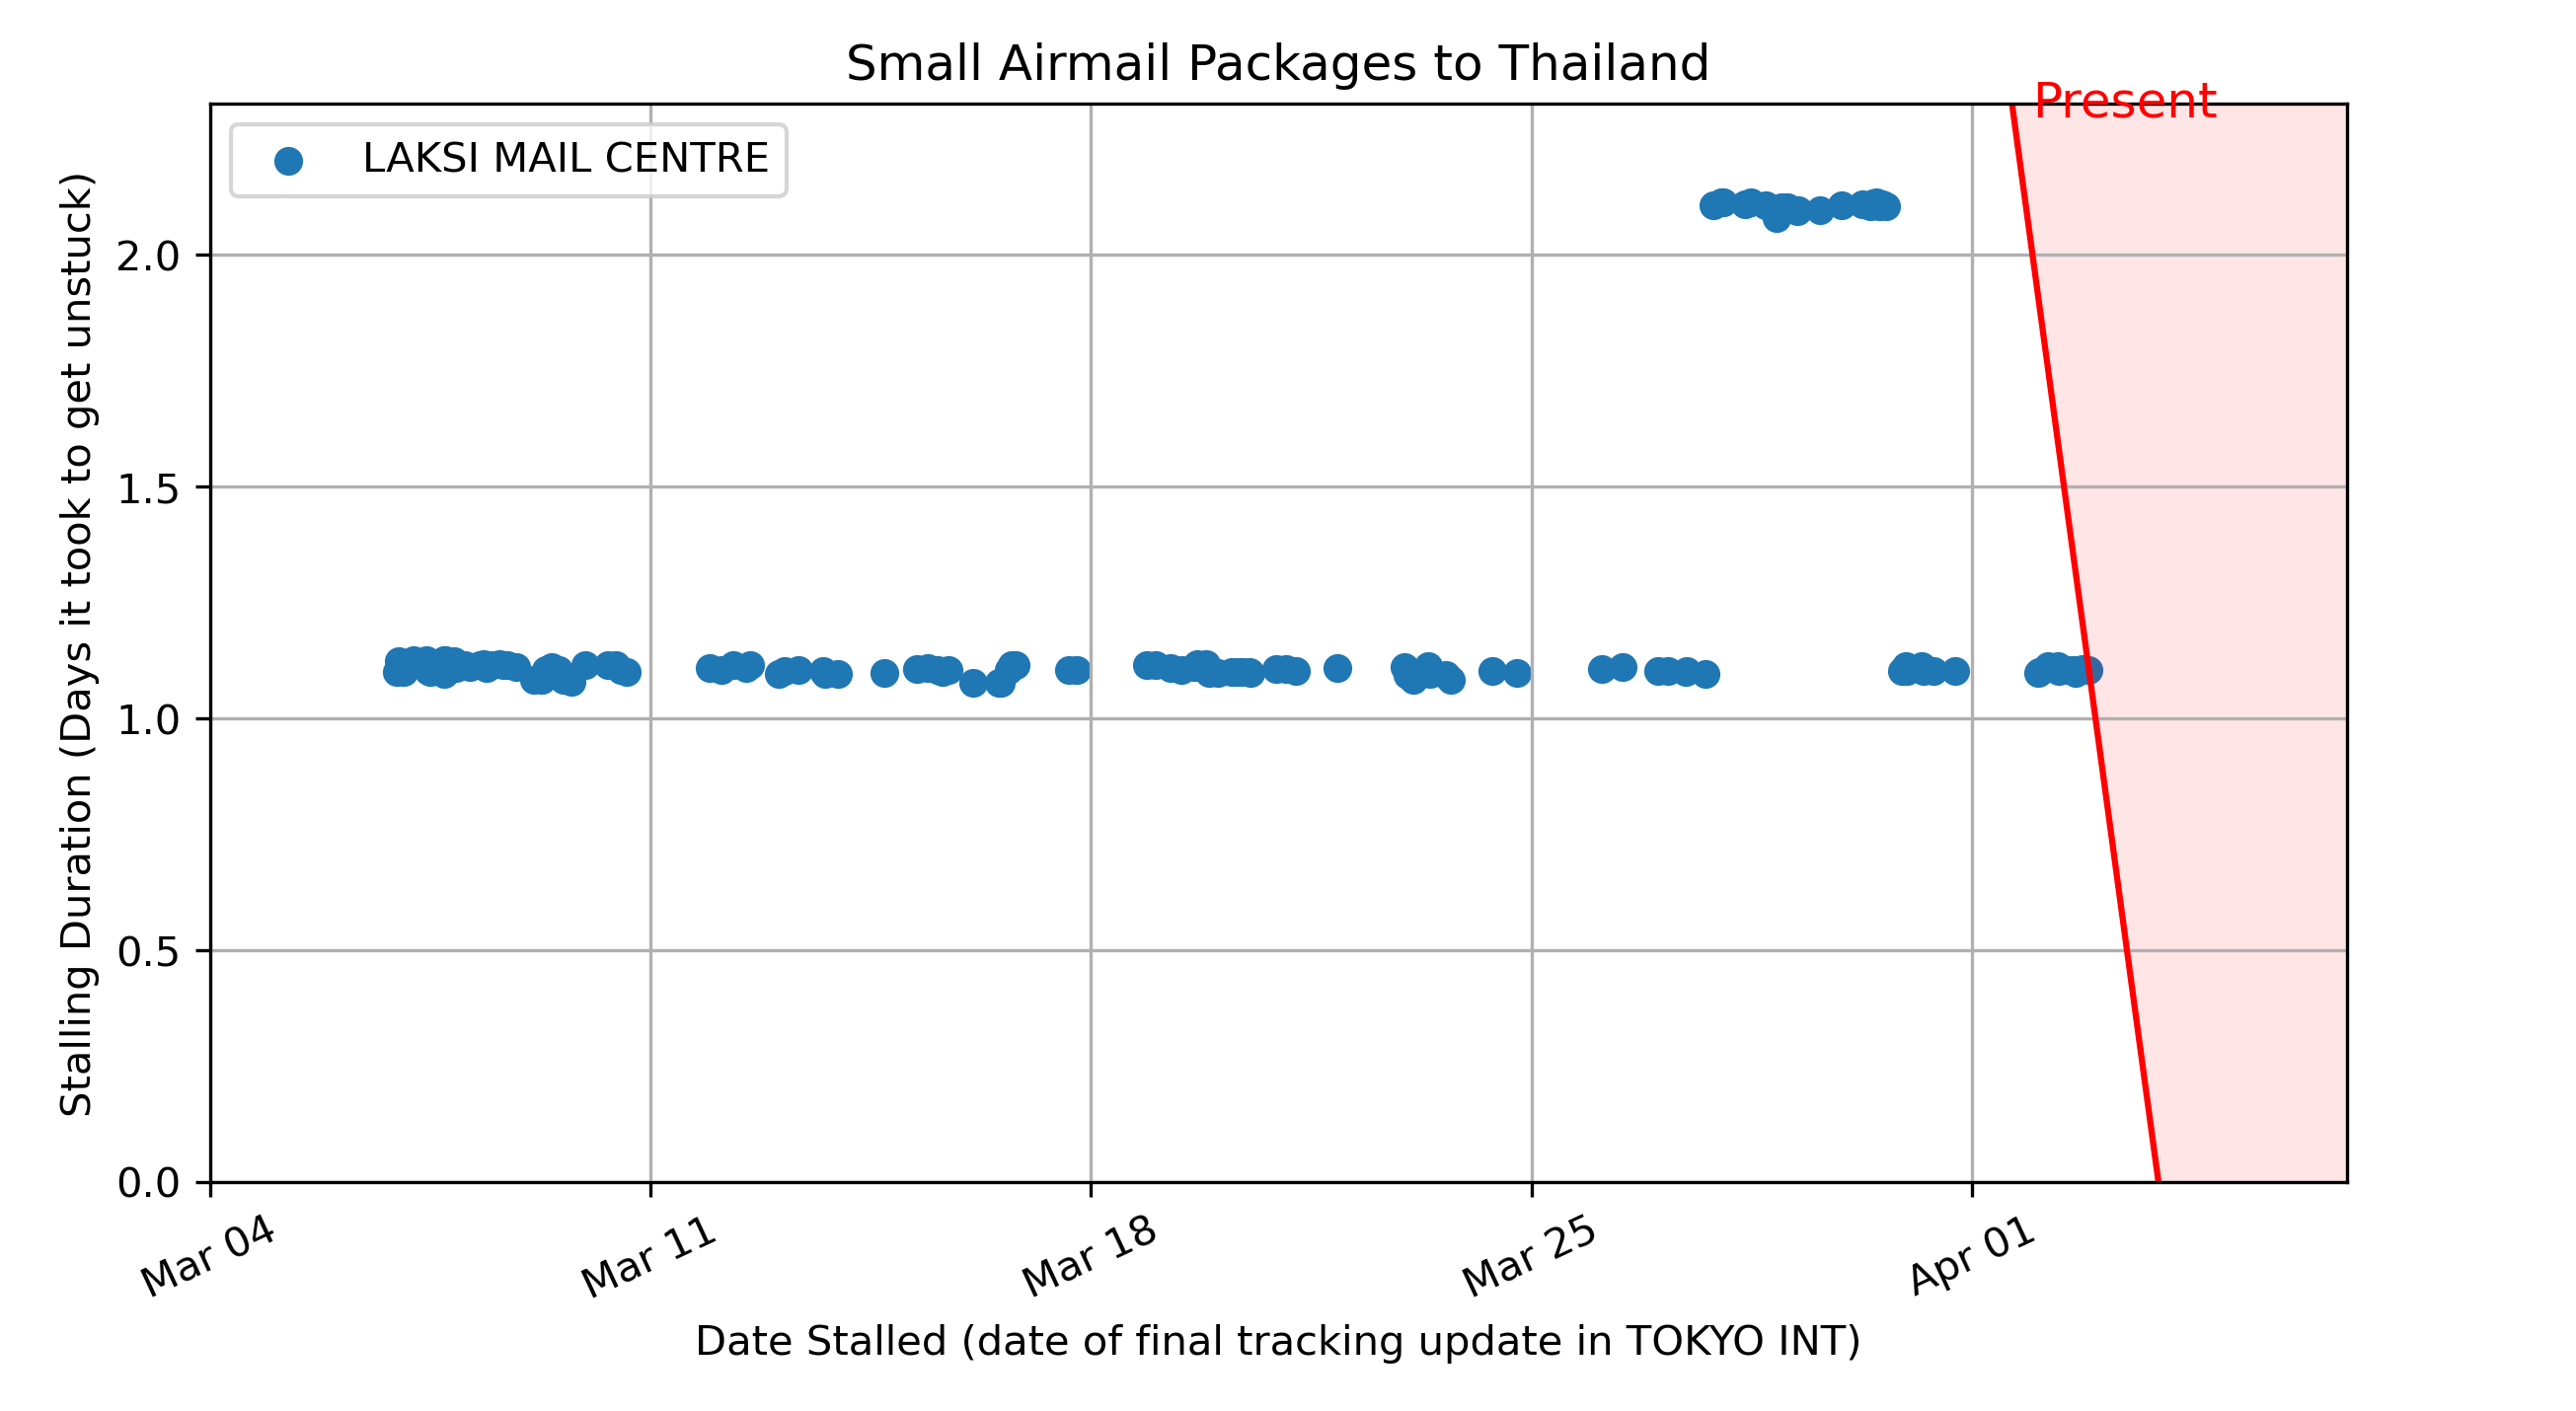 Small Airmail Packages to Thailand
Present
LAKSI MAIL CENTRE
Stalling Duration (Days it took to get unstuck)
2.0
1.5
1.0
0.5
0.0
Mar 04
Mar 11
Mar 18
Mar 25
Apr 01
Date Stalled (date of final tracking update in TOKYO INT)